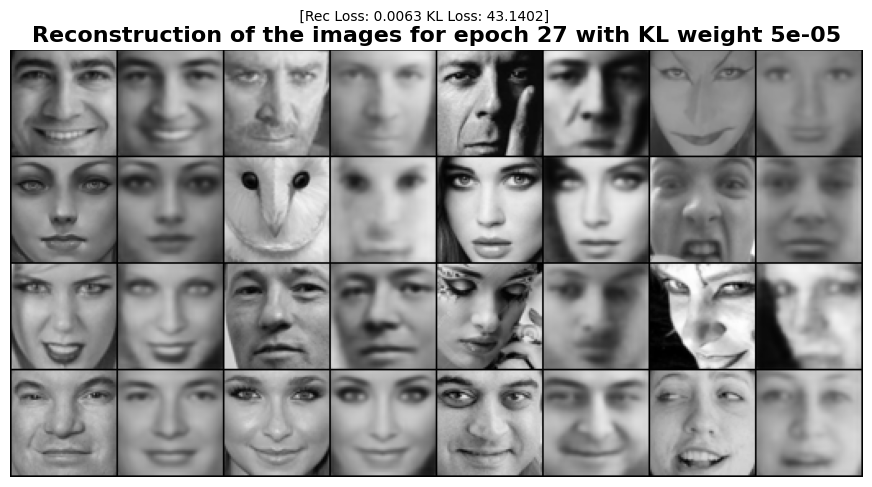 [Rec Loss: 0.0063 KL Loss: 43.1402]
Reconstruction of the images for epoch 27 with KL weight 5e-05